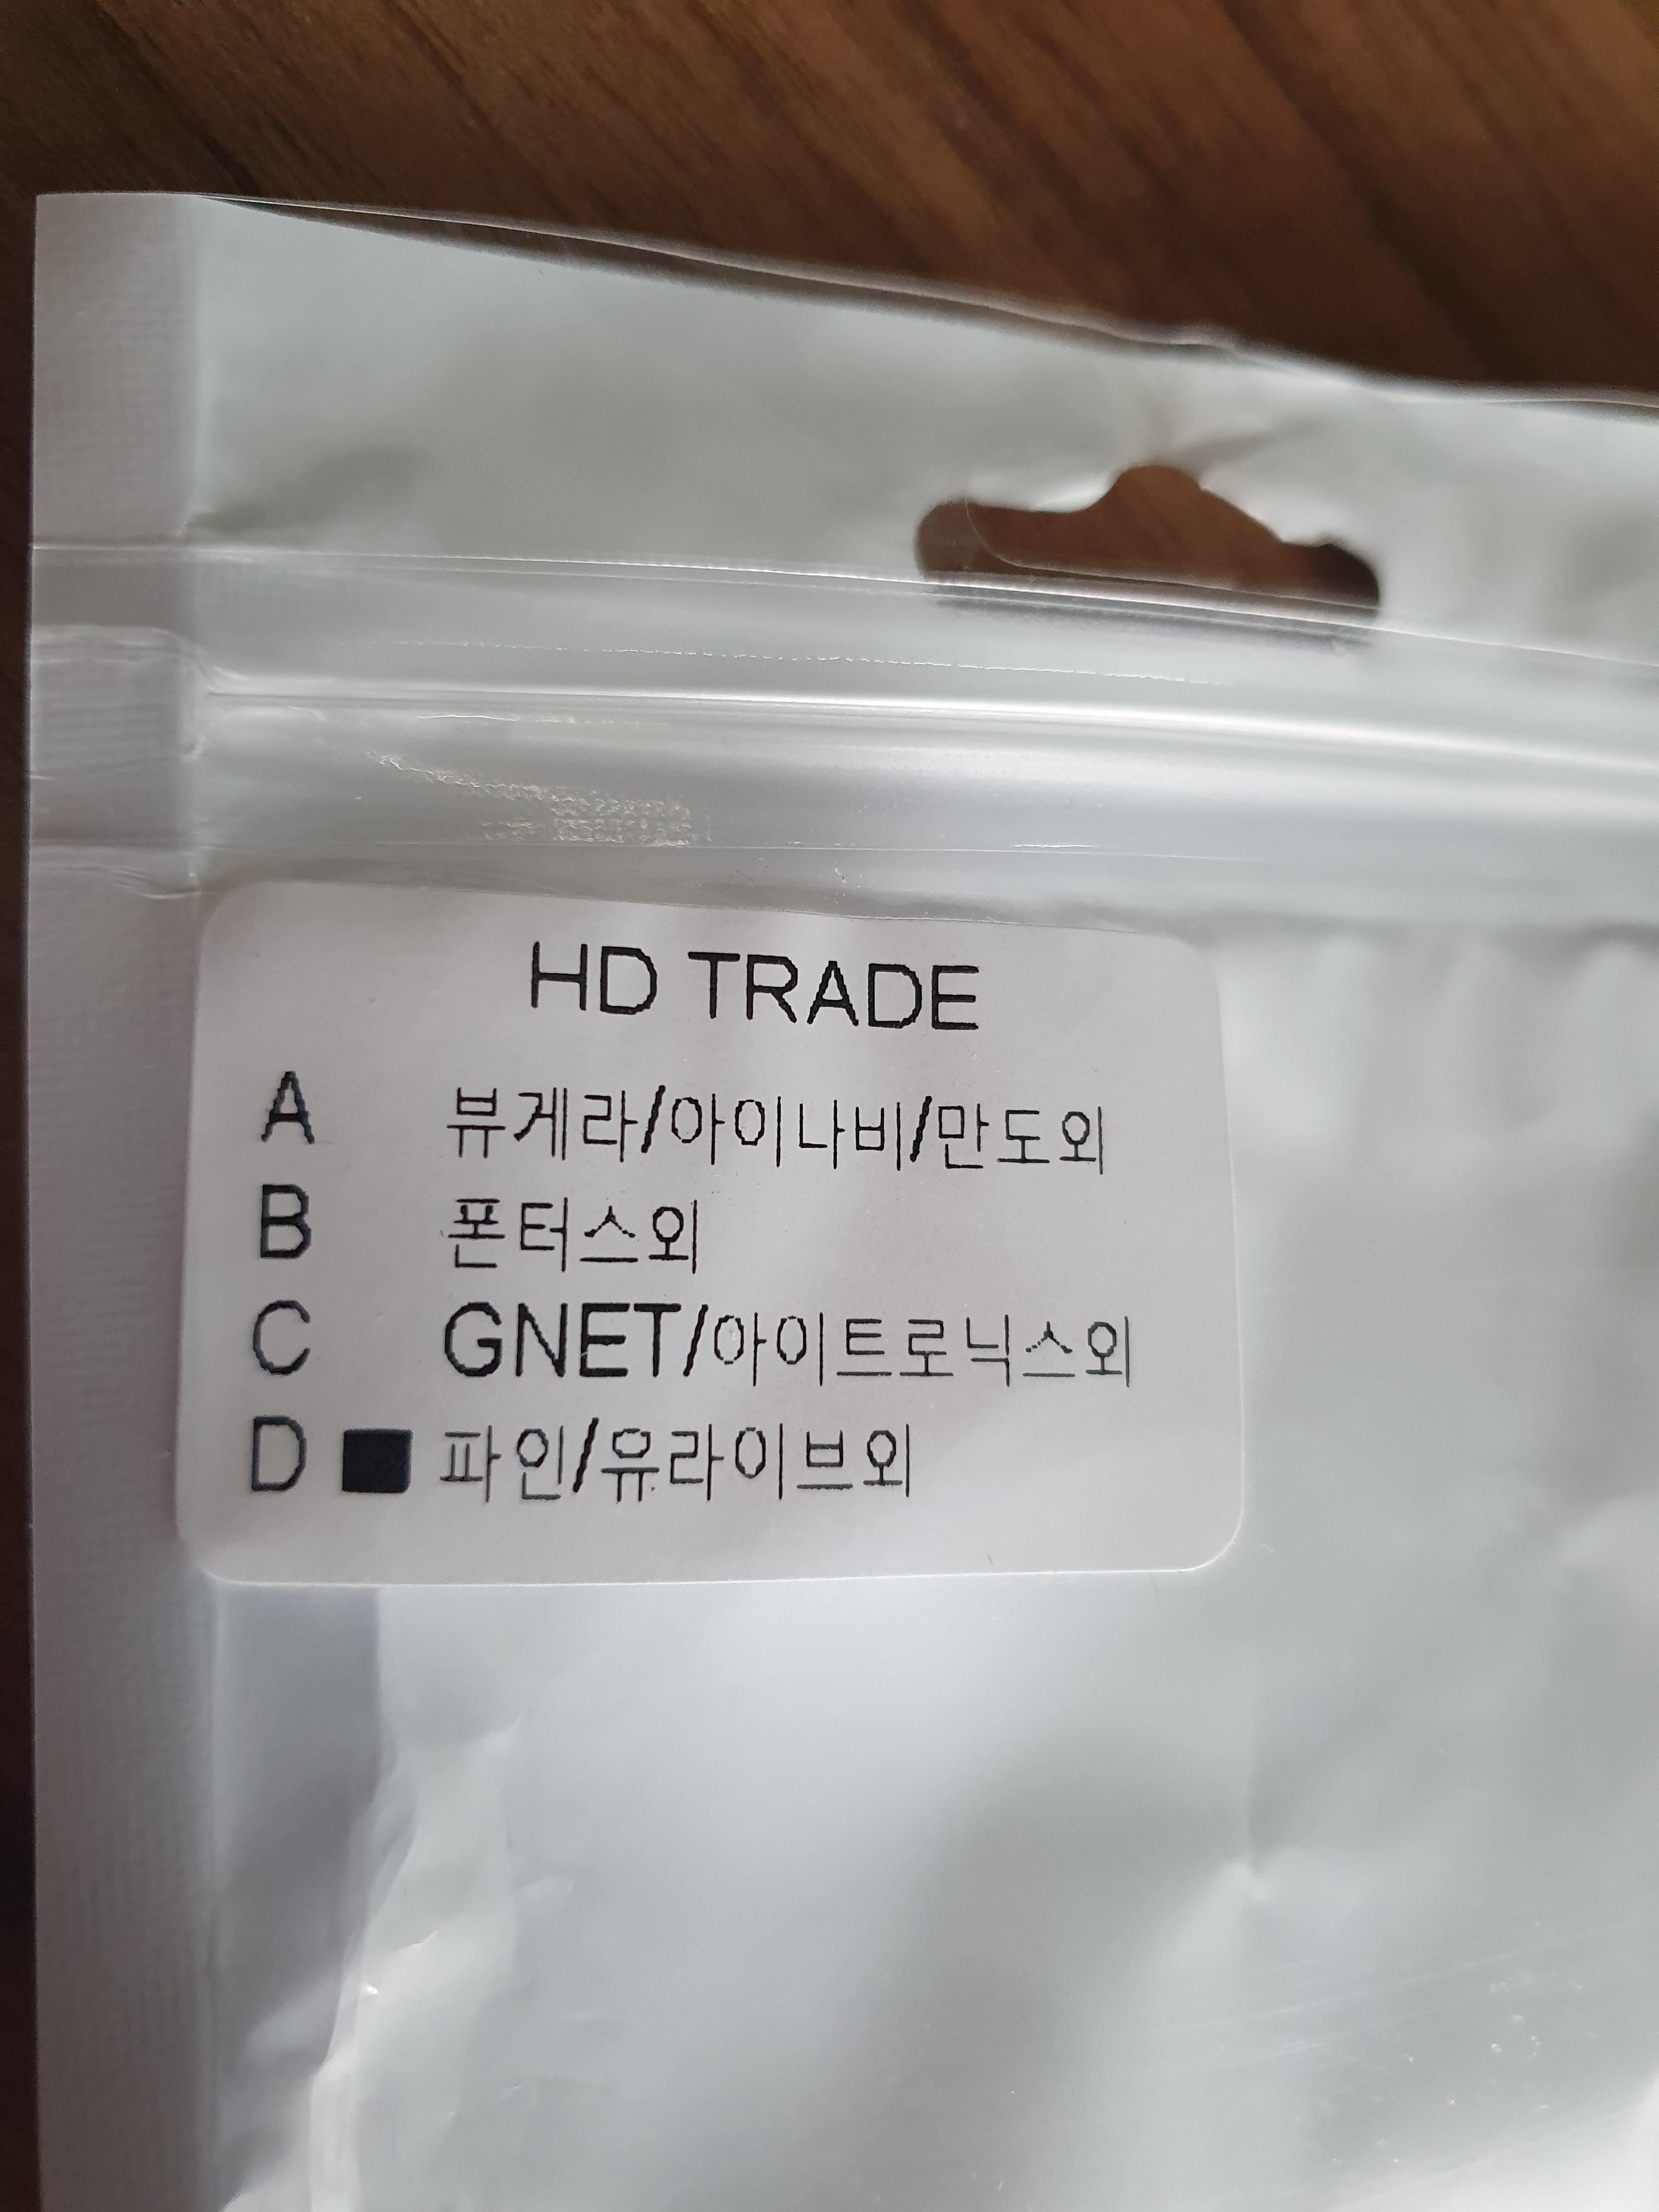 HD TRADE
A 뷰게라/아이나비/만도외
B 폰터스외
C GNET/아이트로닉스외
D ■ 파인/유라이브외